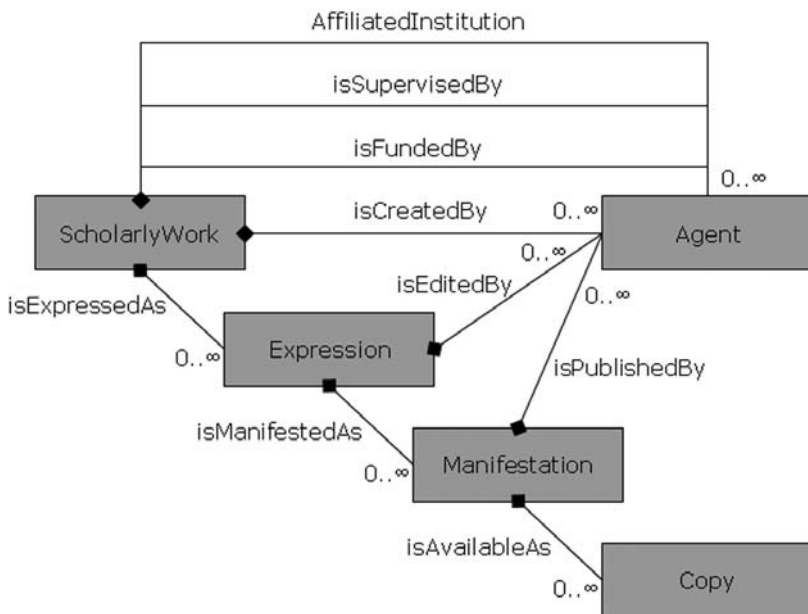 AffiliatedInstitution
isSupervisedBy
isFundedBy
0..∞
isCreatedBy
0..∞
ScholarlyWork
Agent
0..∞
isEditedBy
isExpressedAs
0..∞
0..∞
Expression
isPublishedBy
isManifestedAs
0..∞
Manifestation
isAvailableAs
0..∞
Copy